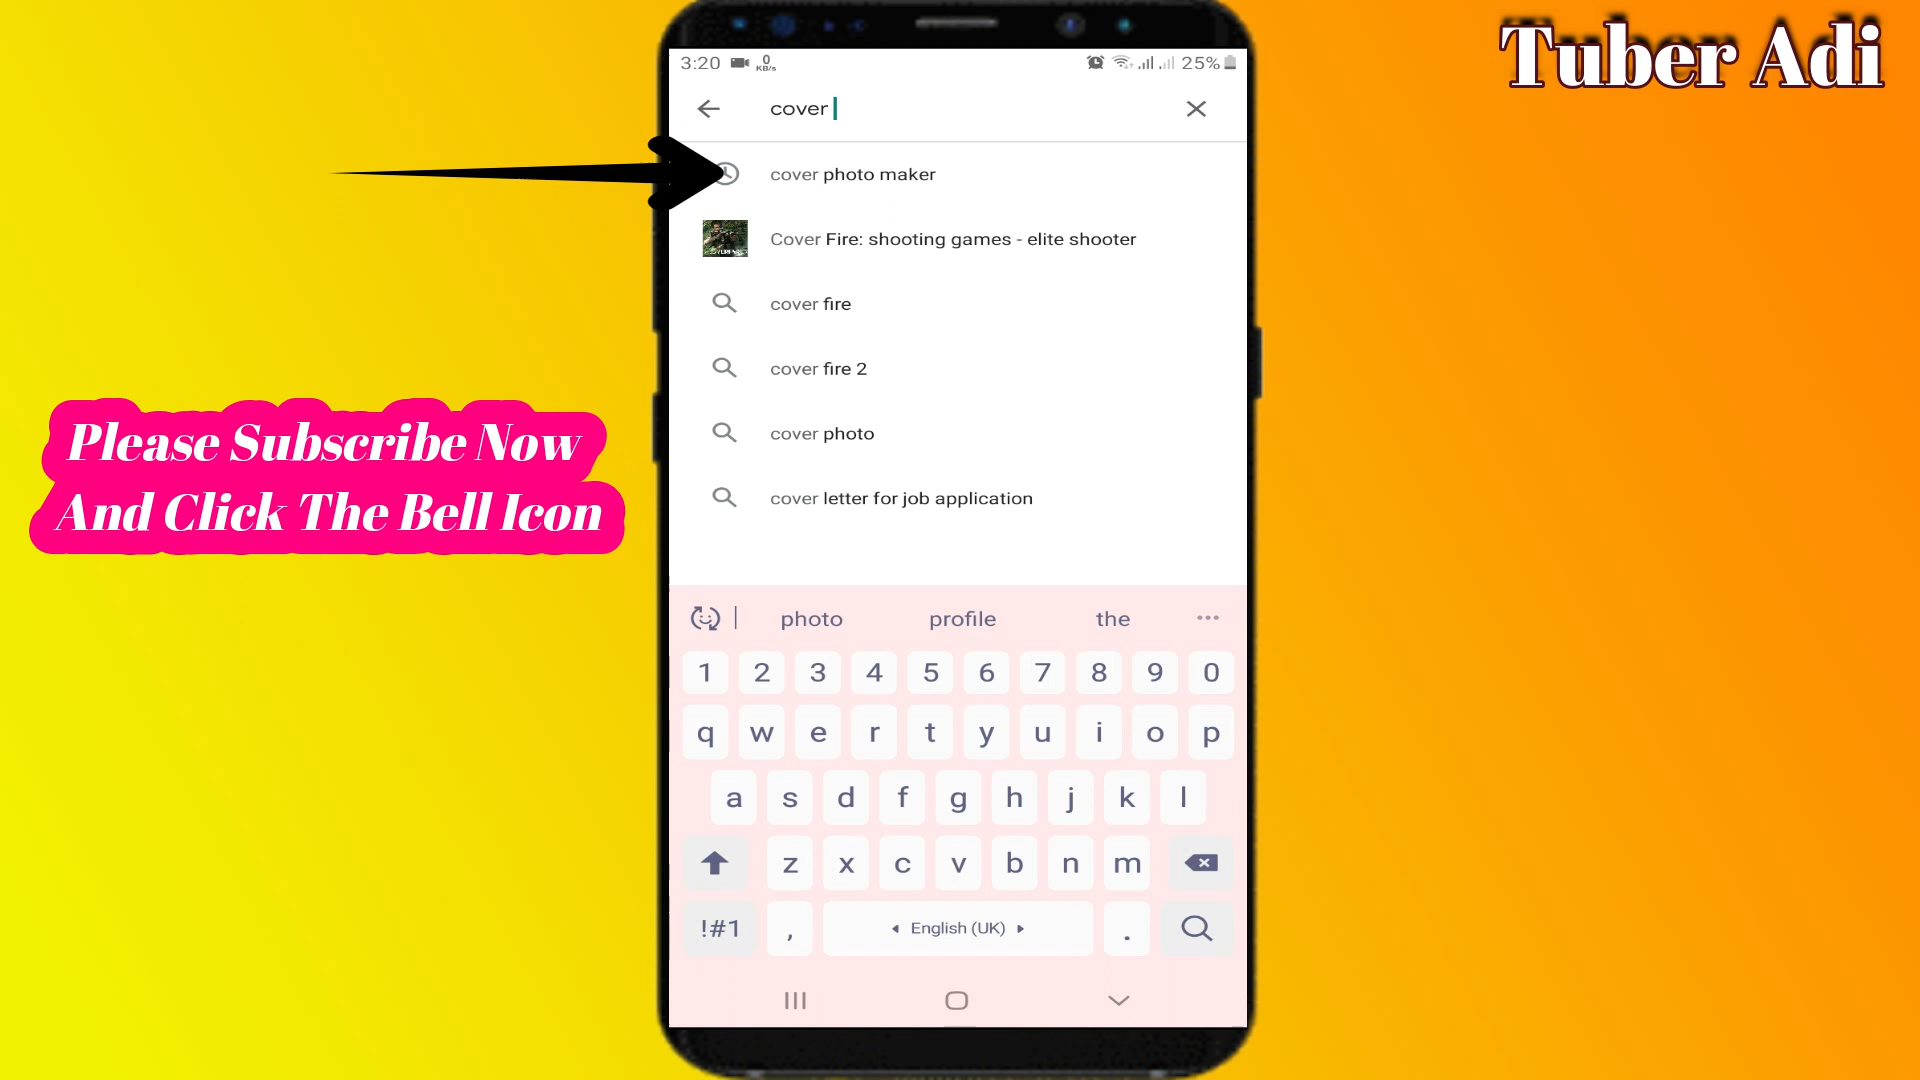 Tuber Adi
3:20 0 KB/s 25%
cover
cover photo maker
Cover Fire: shooting games - elite shooter
cover fire
cover fire 2
cover photo
cover letter for job application
Please Subscribe Now
And Click The Bell Icon
photo profile the
1 2 3 4 5 6 7 8 9 0
q w e r t y u i o p
a s d f g h j k l
z x c v b n m
!#1 , English (UK) .